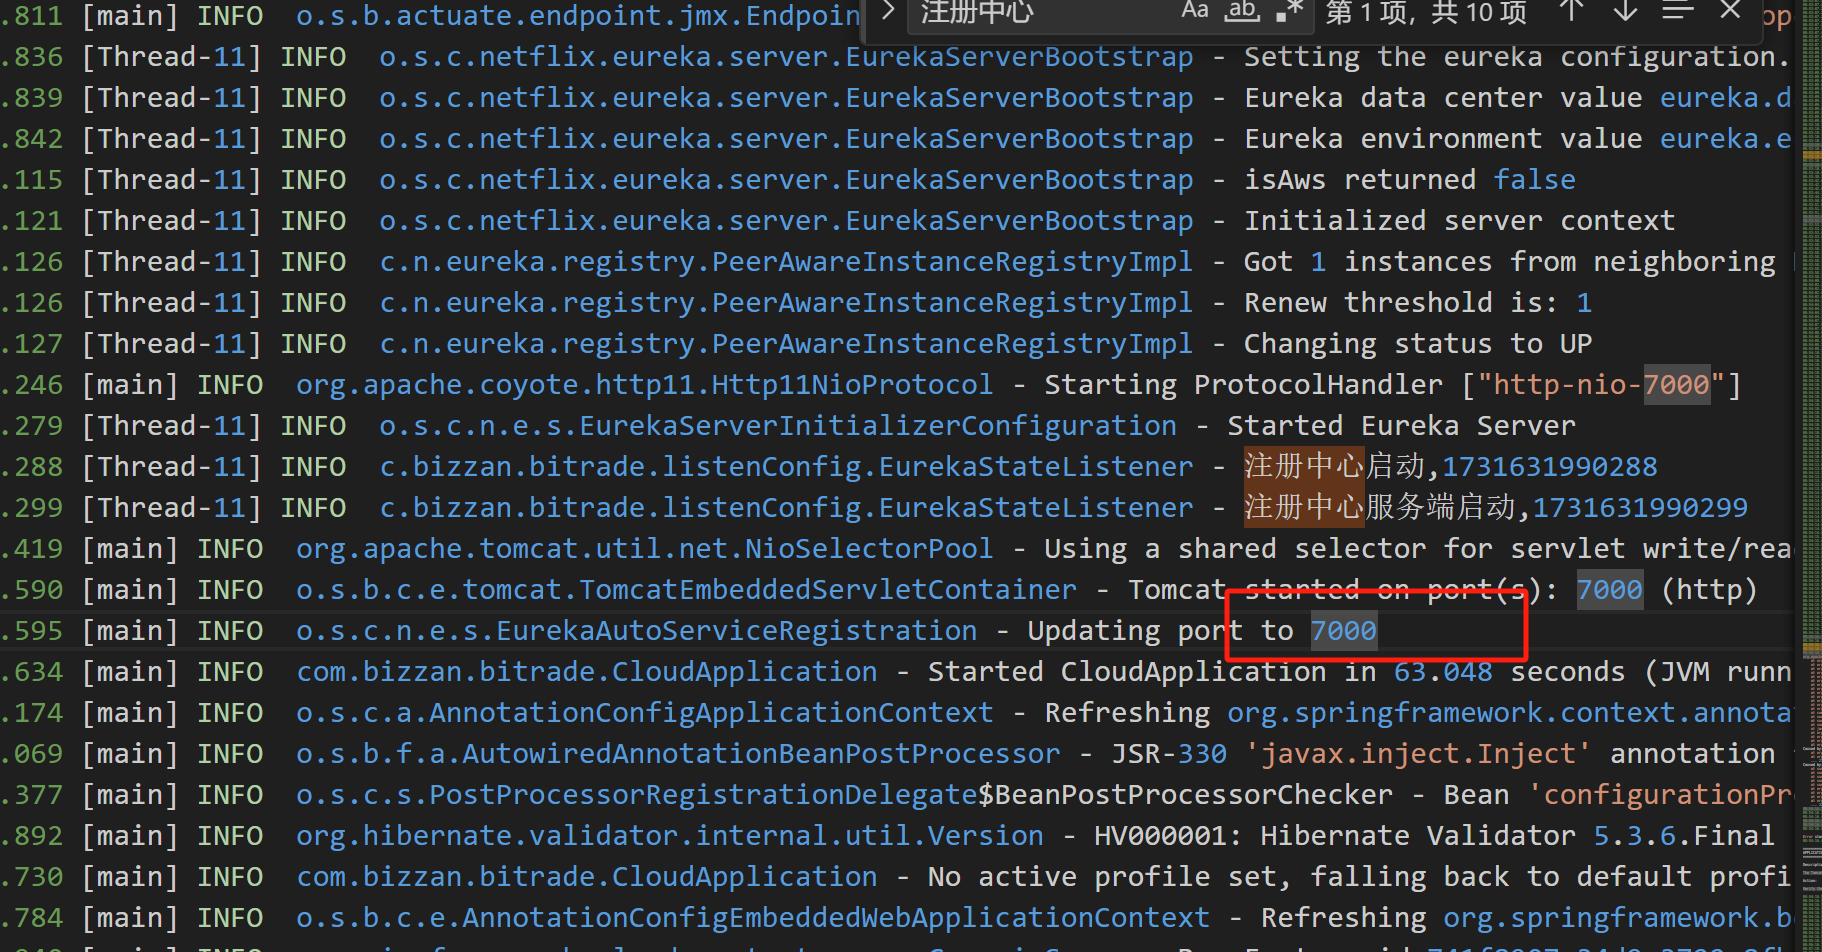 .811 [main] INFO o.s.b.actuate.endpoint.jmx.Endpoin
注册中心 Aa ab .* 第 1 项, 共 10 项
.836 [Thread-11] INFO o.s.c.netflix.eureka.server.EurekaServerBootstrap - Setting the eureka configuration.
.839 [Thread-11] INFO o.s.c.netflix.eureka.server.EurekaServerBootstrap - Eureka data center value eureka.d
.842 [Thread-11] INFO o.s.c.netflix.eureka.server.EurekaServerBootstrap - Eureka environment value eureka.e
.115 [Thread-11] INFO o.s.c.netflix.eureka.server.EurekaServerBootstrap - isAws returned false
.121 [Thread-11] INFO o.s.c.netflix.eureka.server.EurekaServerBootstrap - Initialized server context
.126 [Thread-11] INFO c.n.eureka.registry.PeerAwareInstanceRegistryImpl - Got 1 instances from neighboring
.126 [Thread-11] INFO c.n.eureka.registry.PeerAwareInstanceRegistryImpl - Renew threshold is: 1
.127 [Thread-11] INFO c.n.eureka.registry.PeerAwareInstanceRegistryImpl - Changing status to UP
.246 [main] INFO org.apache.coyote.http11.Http11NioProtocol - Starting ProtocolHandler ["http-nio-7000"]
.279 [Thread-11] INFO o.s.c.n.e.s.EurekaServerInitializerConfiguration - Started Eureka Server
.288 [Thread-11] INFO c.bizzan.bitrade.listenConfig.EurekaStateListener - 注册中心启动,1731631990288
.299 [Thread-11] INFO c.bizzan.bitrade.listenConfig.EurekaStateListener - 注册中心服务端启动,1731631990299
.419 [main] INFO org.apache.tomcat.util.net.NioSelectorPool - Using a shared selector for servlet write/rea
.590 [main] INFO o.s.b.c.e.tomcat.TomcatEmbeddedServletContainer - Tomcat started on port(s): 7000 (http)
.595 [main] INFO o.s.c.n.e.s.EurekaAutoServiceRegistration - Updating port to 7000
.634 [main] INFO com.bizzan.bitrade.CloudApplication - Started CloudApplication in 63.048 seconds (JVM runn
.174 [main] INFO o.s.c.a.AnnotationConfigApplicationContext - Refreshing org.springframework.context.annota
.069 [main] INFO o.s.b.f.a.AutowiredAnnotationBeanPostProcessor - JSR-330 'javax.inject.Inject' annotation
.377 [main] INFO o.s.c.s.PostProcessorRegistrationDelegate$BeanPostProcessorChecker - Bean 'configurationPr
.892 [main] INFO org.hibernate.validator.internal.util.Version - HV000001: Hibernate Validator 5.3.6.Final
.730 [main] INFO com.bizzan.bitrade.CloudApplication - No active profile set, falling back to default profi
.784 [main] INFO o.s.b.c.e.AnnotationConfigEmbeddedWebApplicationContext - Refreshing org.springframework.b